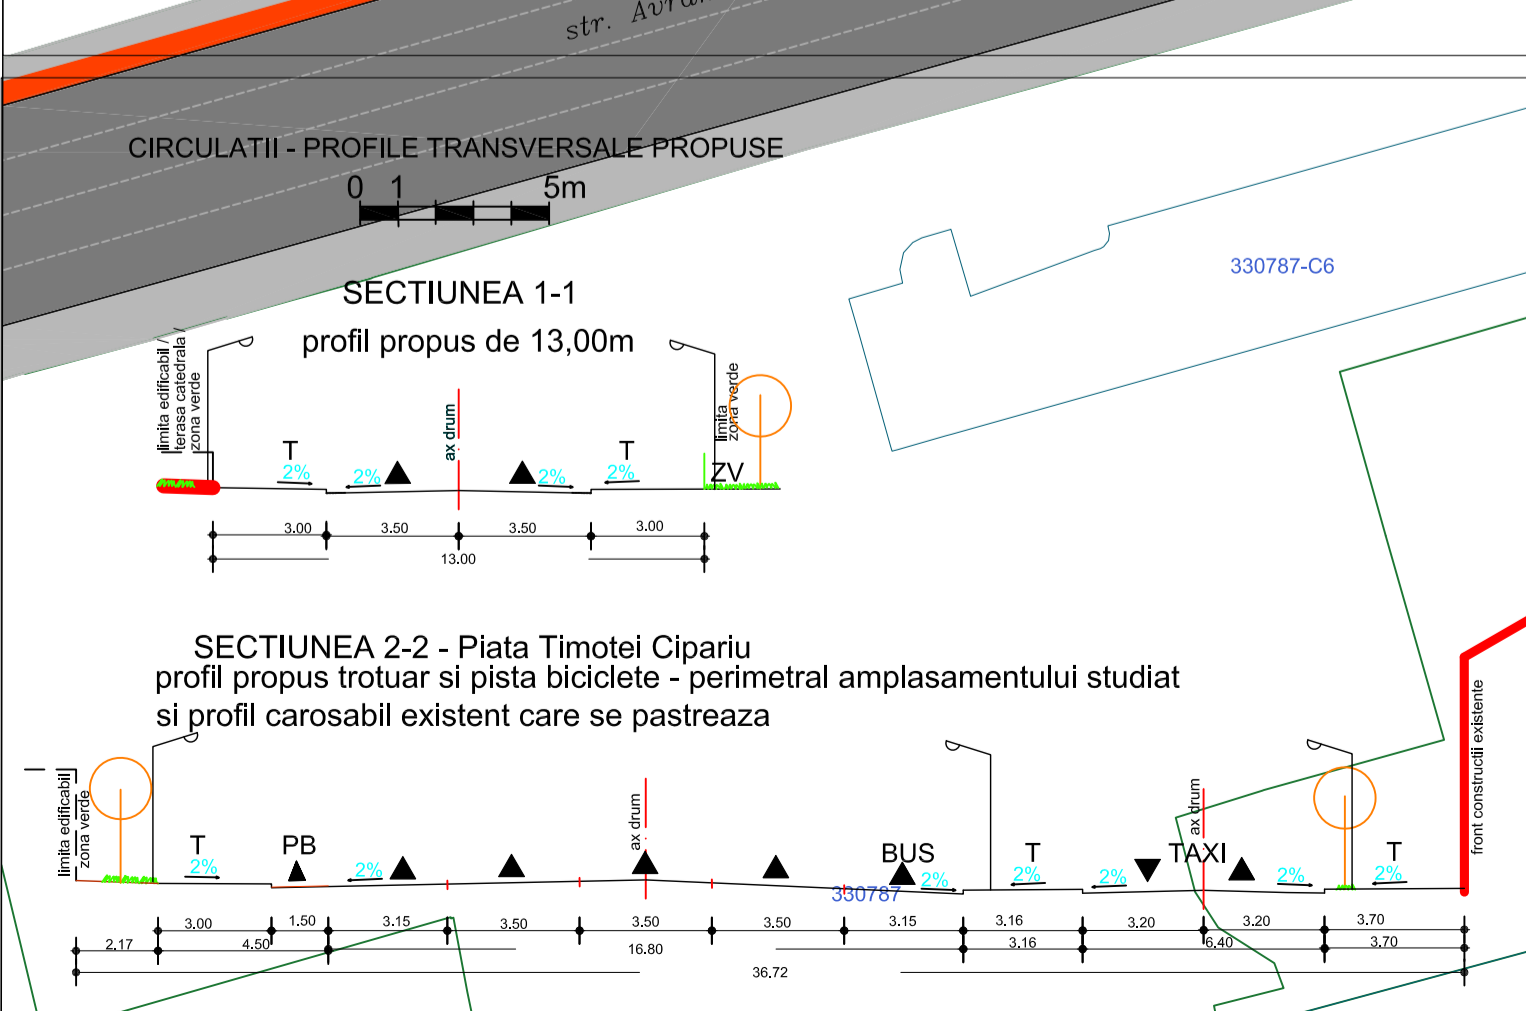 str.
CIRCULATII - PROFILE TRANSVERSALE PROPUSE
0 1 5m
330787-C6
SECTIUNEA 1-1
profil propus de 13,00m
limita edificabil /
terasa catedrala /
zona verde
ax drum
limita
zona verde
T
T
2%
2%
2%
2%
ZV
3.00
3.50
3.50
3.00
13.00
SECTIUNEA 2-2 - Piata Timotei Cipariu
profil propus trotuar si pista biciclete - perimetral amplasamentului studiat
si profil carosabil existent care se pastreaza
limita edificabil
zona verde
ax drum
ax drum
front constructii existente
T
PB
BUS
T
TAXI
T
2%
2%
2%
2%
2%
2%
2%
330787
3.00
1.50
3.15
3.50
3.50
3.50
3.15
3.16
3.20
3.20
3.70
2.17
4.50
16.80
3.16
6.40
3.70
36.72